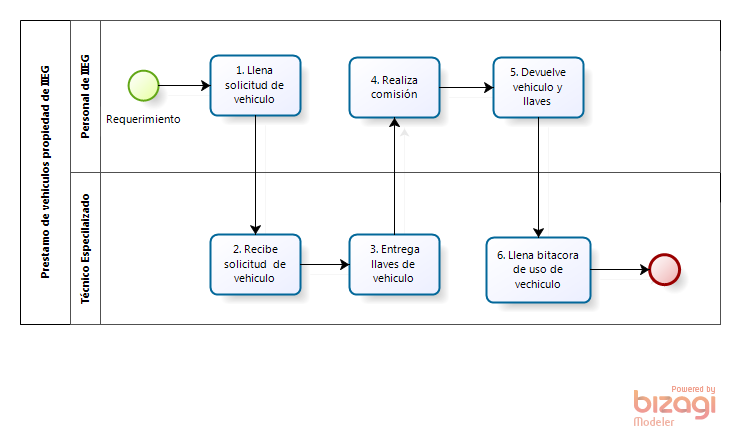 Prestamo de vehiculos propiedad de IIEG
Personal de IIEG
Requerimiento
1. Llena
solicitud de
vehiculo
4. Realiza
comisión
5. Devuelve
vehiculo y
llaves
Técnico Especilaizado
2. Recibe
solicitud de
vehiculo
3. Entrega
llaves de
vehiculo
6. Llena bitacora
de uso de
vechiculo
Powered by
bizagi
Modeler